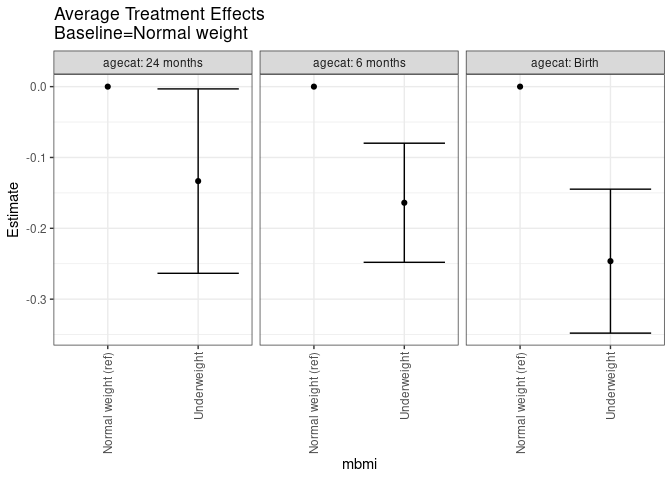 Average Treatment Effects
Baseline=Normal weight
agecat: 24 months
agecat: 6 months
agecat: Birth
0.0
-0.1
-0.2
-0.3
Estimate
Normal weight (ref)
Underweight
Normal weight (ref)
Underweight
Normal weight (ref)
Underweight
mbmi